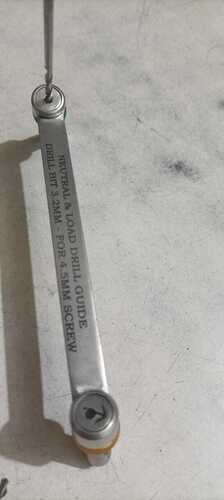 NEUTRAL & LOAD DRILL GUIDE
DRILL BIT 3.2MM - FOR 4.5MM SCREW